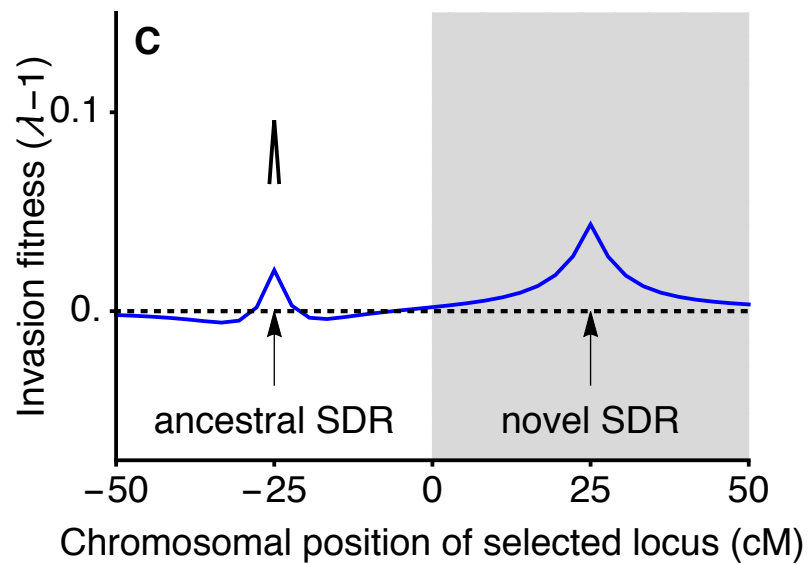 C
Invasion fitness (λ−1)
0.1
0.
ancestral SDR
novel SDR
−50
−25
0
25
50
Chromosomal position of selected locus (cM)